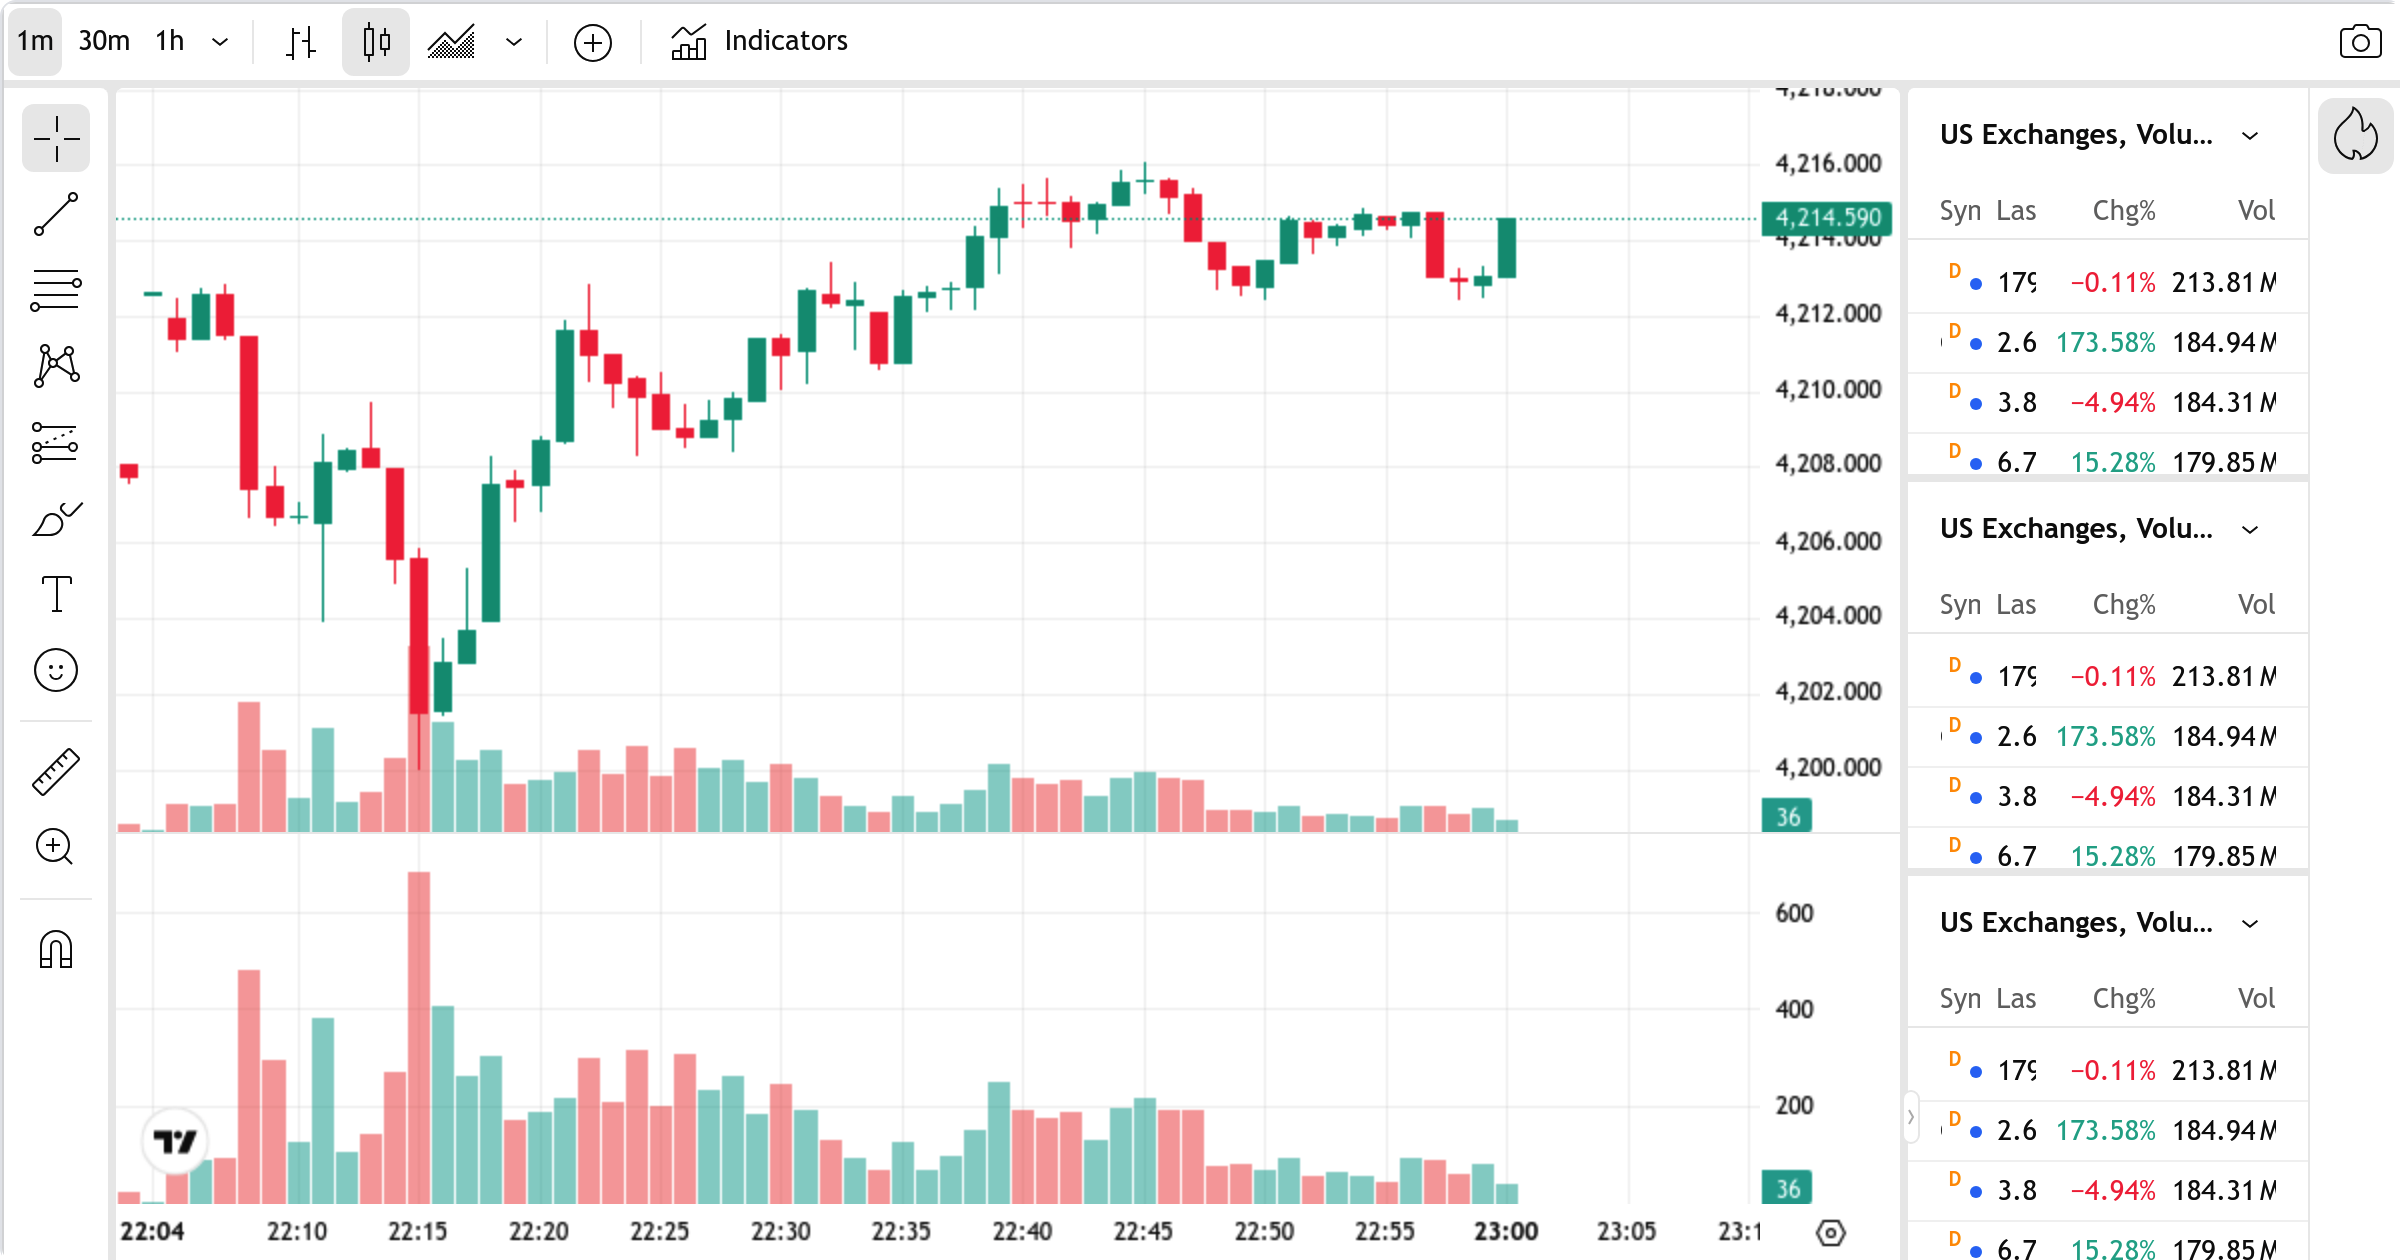 1m 30m 1h Indicators
4,218.000
4,216.000
4,214.590
4,214.000
4,212.000
4,210.000
4,208.000
4,206.000
4,204.000
4,202.000
4,200.000
36
600
400
200
36
22:04 22:10 22:15 22:20 22:25 22:30 22:35 22:40 22:45 22:50 22:55 23:00 23:05 23:1
US Exchanges, Volu...
Syn Las Chg% Vol
D 179 −0.11% 213.81 M
D 2.6 173.58% 184.94 M
D 3.8 −4.94% 184.31 M
D 6.7 15.28% 179.85 M
US Exchanges, Volu...
Syn Las Chg% Vol
D 179 −0.11% 213.81 M
D 2.6 173.58% 184.94 M
D 3.8 −4.94% 184.31 M
D 6.7 15.28% 179.85 M
US Exchanges, Volu...
Syn Las Chg% Vol
D 179 −0.11% 213.81 M
D 2.6 173.58% 184.94 M
D 3.8 −4.94% 184.31 M
D 6.7 15.28% 179.85 M